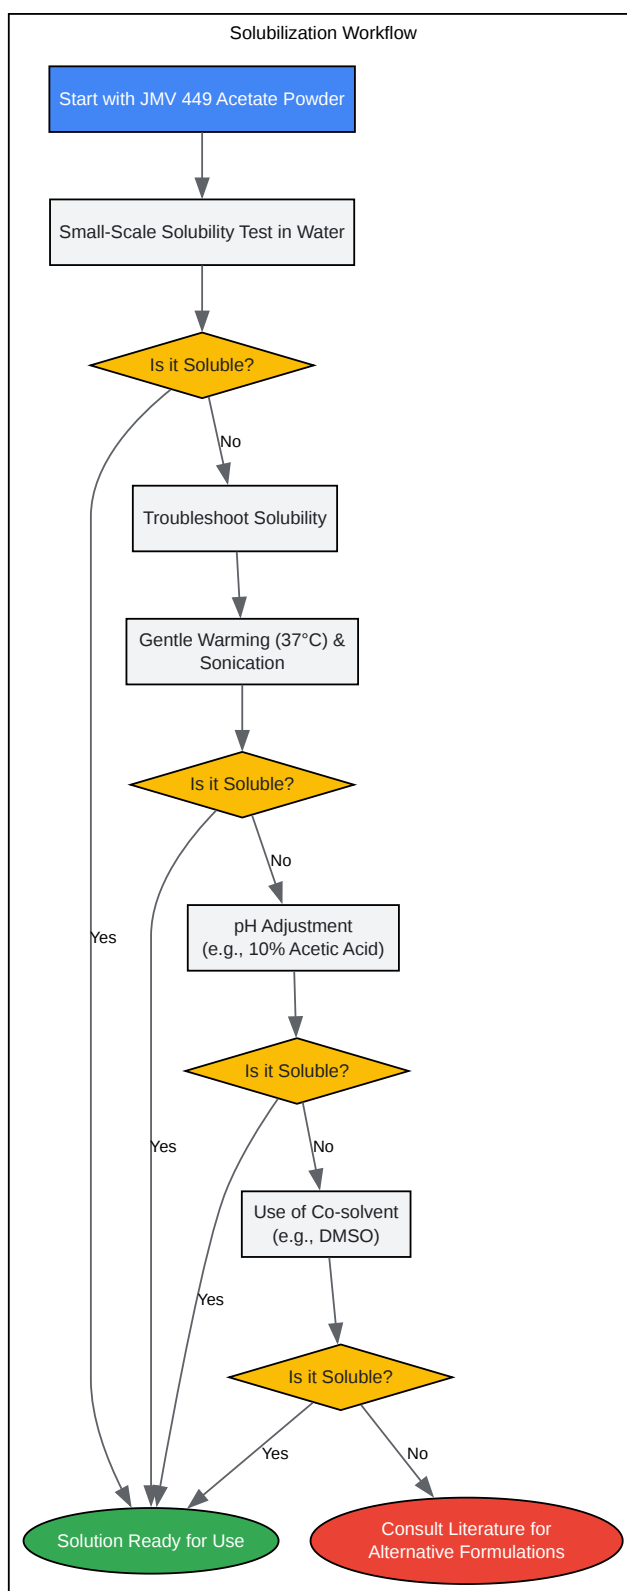 Solubilization Workflow
Start with JMV 449 Acetate Powder
Small-Scale Solubility Test in Water
Is it Soluble?
No
Troubleshoot Solubility
Gentle Warming (37°C) &
Sonication
Is it Soluble?
No
pH Adjustment
(e.g., 10% Acetic Acid)
Yes
Is it Soluble?
No
Yes
Use of Co-solvent
(e.g., DMSO)
Yes
Is it Soluble?
Yes
No
Solution Ready for Use
Consult Literature for
Alternative Formulations